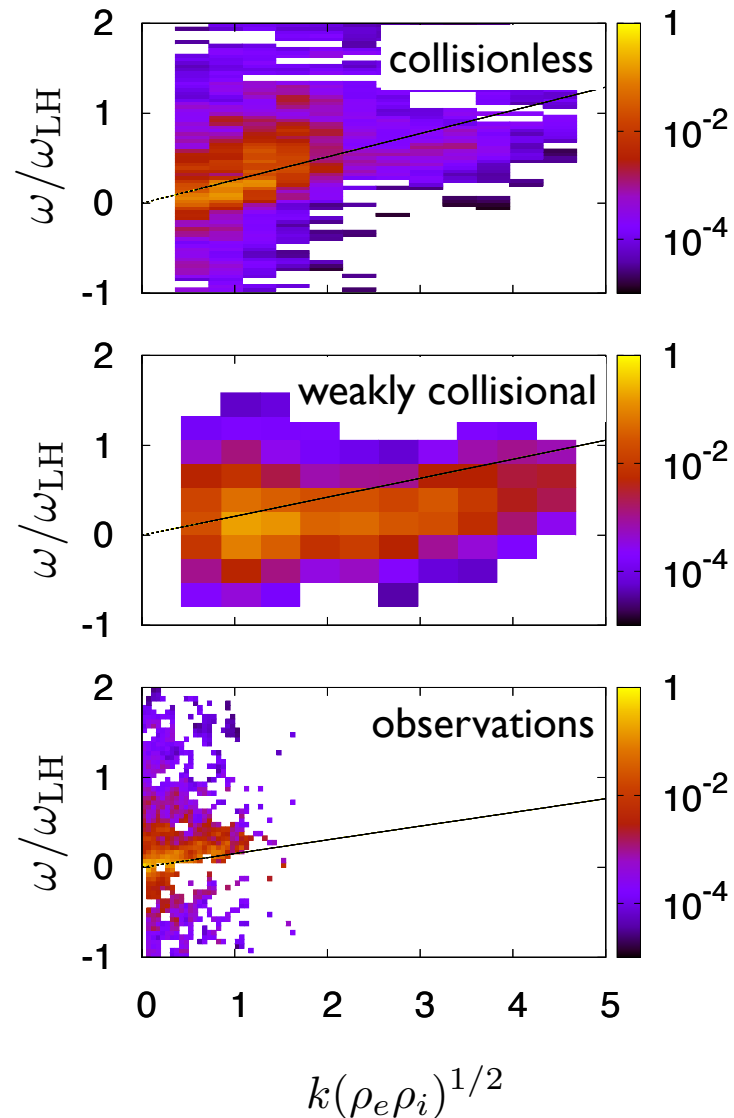 2
1
0
-1
ω/ω_LH
collisionless
1
10^-2
10^-4
2
1
0
-1
ω/ω_LH
weakly collisional
1
10^-2
10^-4
2
1
0
-1
ω/ω_LH
observations
1
10^-2
10^-4
0 1 2 3 4 5
k(ρ_e ρ_i)^1/2